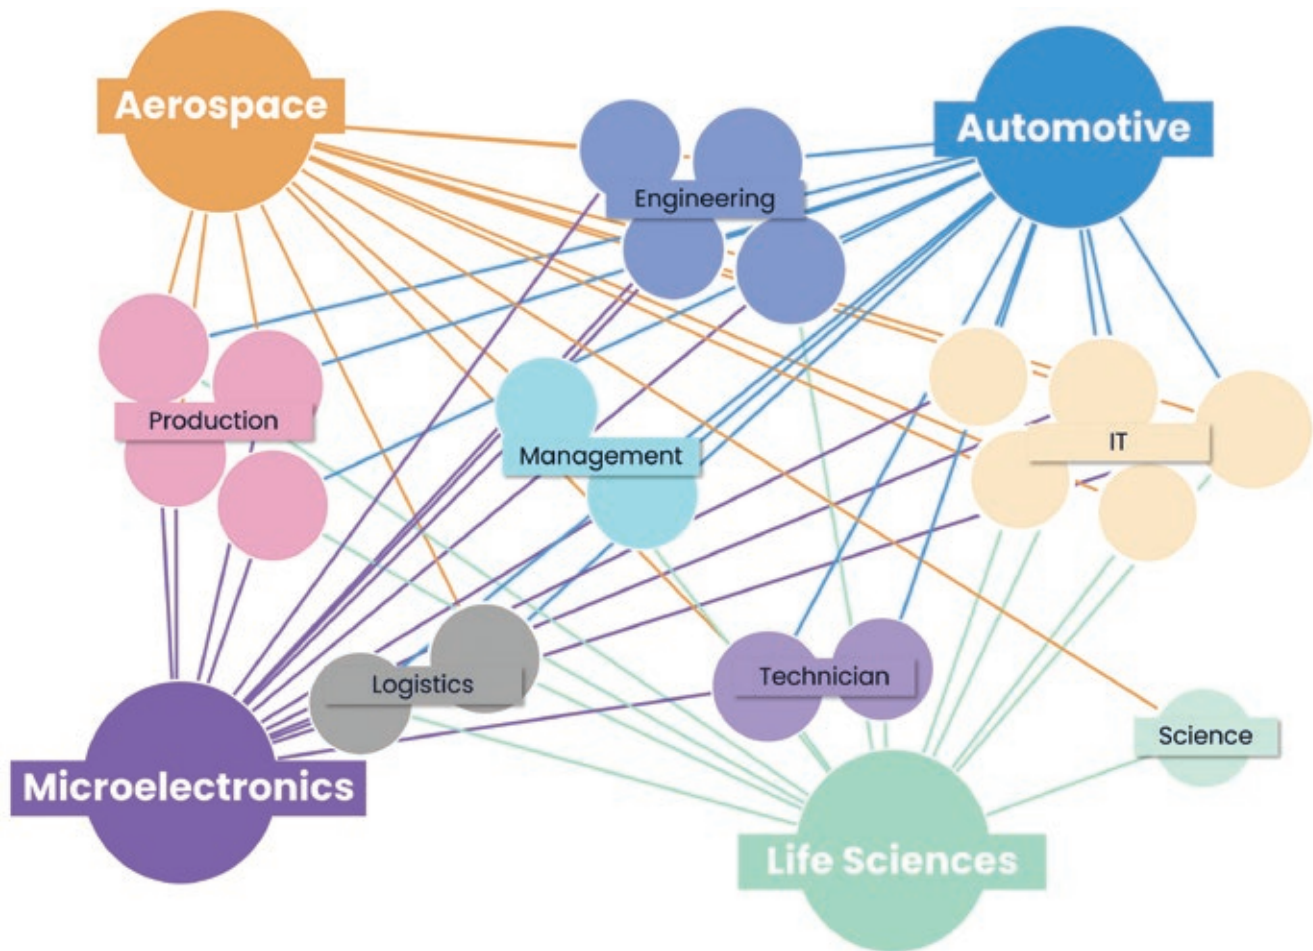 Aerospace
Automotive
Engineering
Production
Management
IT
Logistics
Technician
Science
Microelectronics
Life Sciences